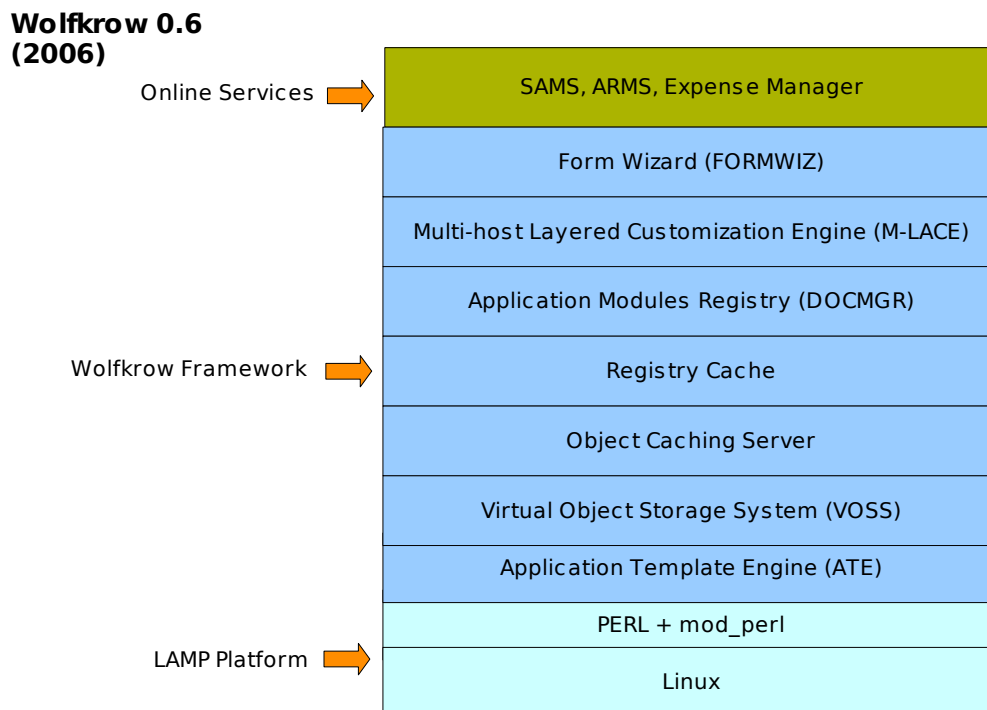 Wolfkrow 0.6
(2006)
Online Services
SAMS, ARMS, Expense Manager
Form Wizard (FORMWIZ)
Multi-host Layered Customization Engine (M-LACE)
Application Modules Registry (DOCMGR)
Wolfkrow Framework
Registry Cache
Object Caching Server
Virtual Object Storage System (VOSS)
Application Template Engine (ATE)
PERL + mod_perl
LAMP Platform
Linux